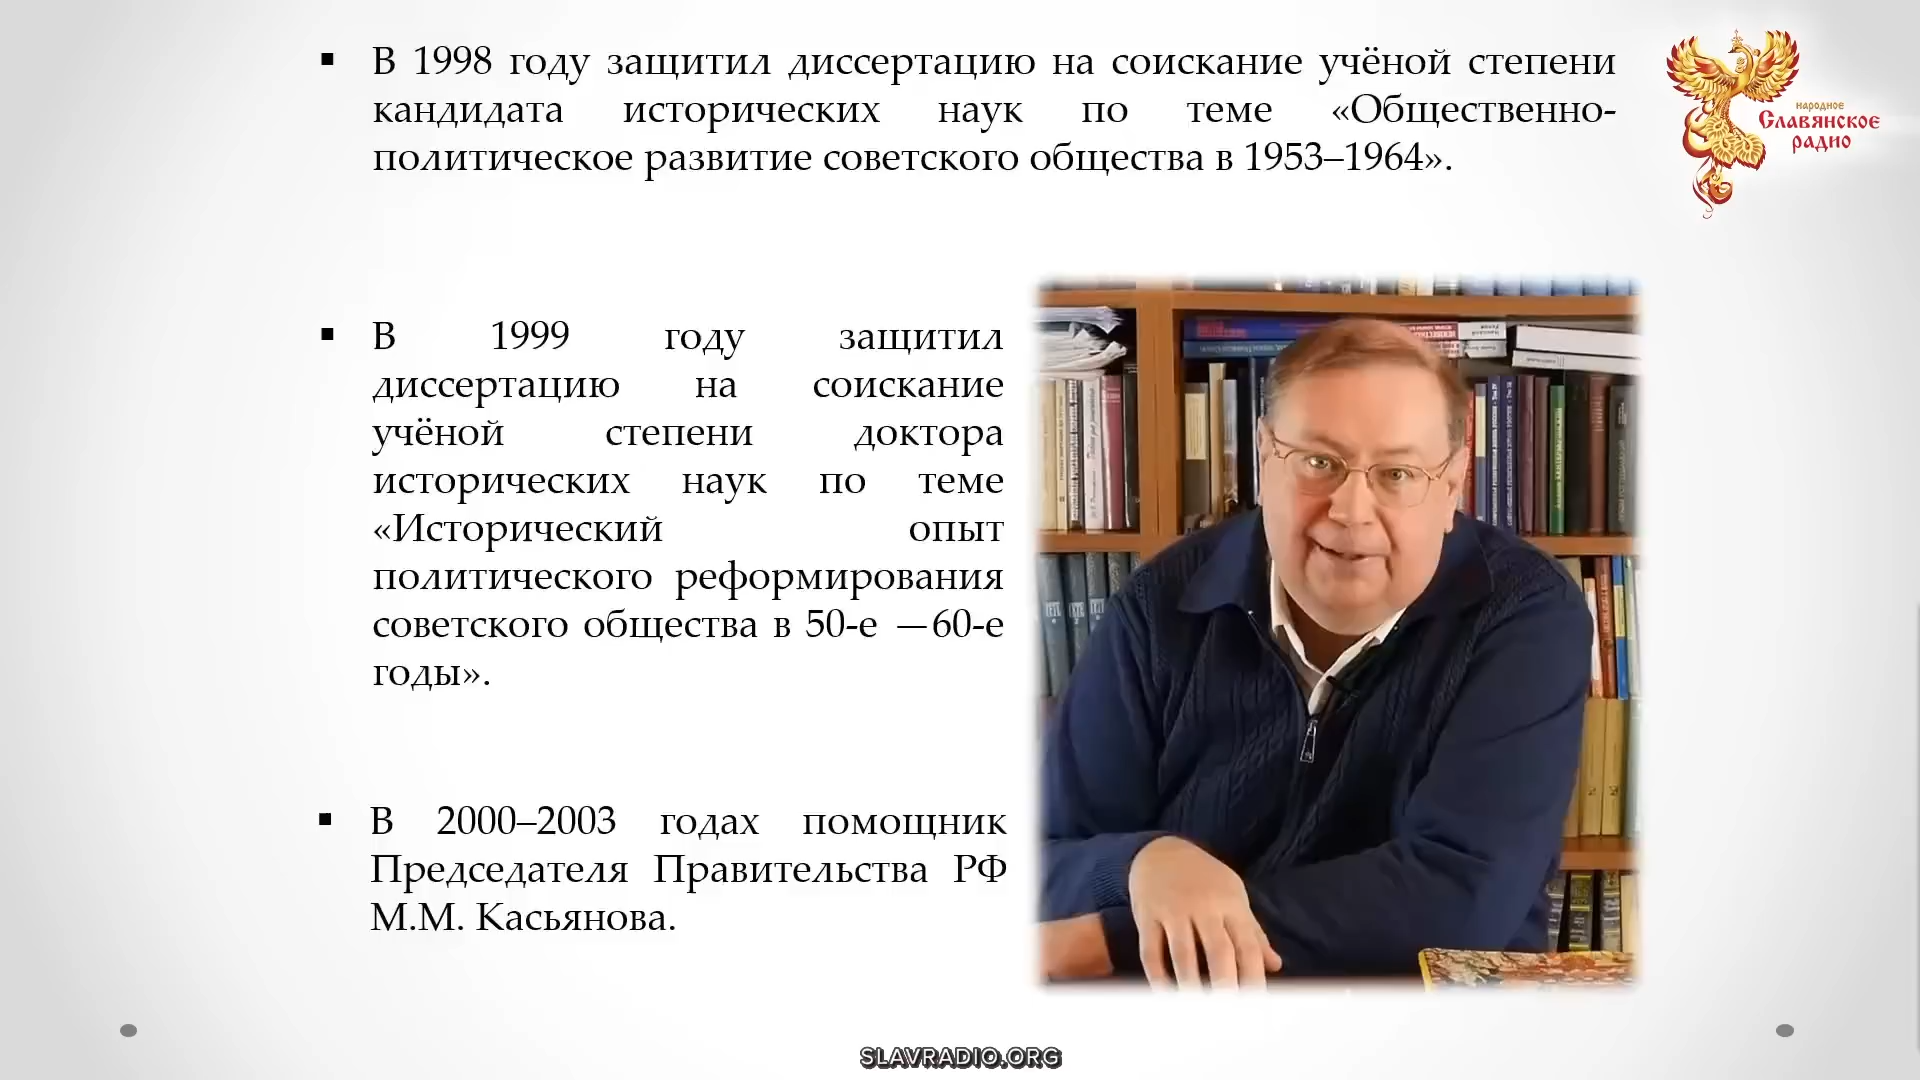 В 1998 году защитил диссертацию на соискание учёной степени
кандидата исторических наук по теме «Общественно-
политическое развитие советского общества в 1953–1964».
народное
Славянское
радио
В 1999 году защитил
диссертацию на соискание
учёной степени доктора
исторических наук по теме
«Исторический опыт
политического реформирования
советского общества в 50-е —60-е
годы».
В 2000–2003 годах помощник
Председателя Правительства РФ
М.М. Касьянова.
SLAVRADIO.ORG